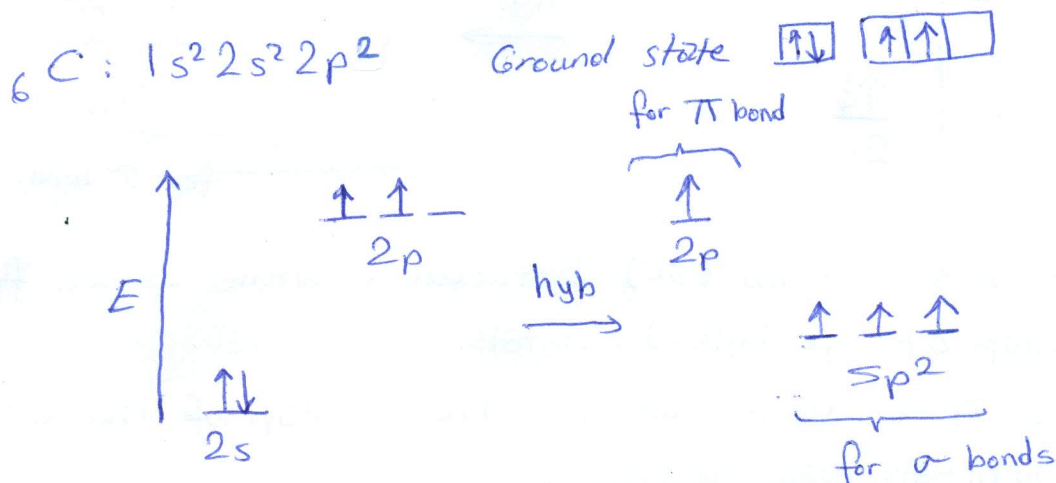 ₆C: 1s² 2s² 2p² Ground state ↑↓ ↑ ↑
for π bond
↑ ↑ ↑
2p 2p
E hyb
↑ ↑ ↑
sp²
↑↓
2s
for σ bonds